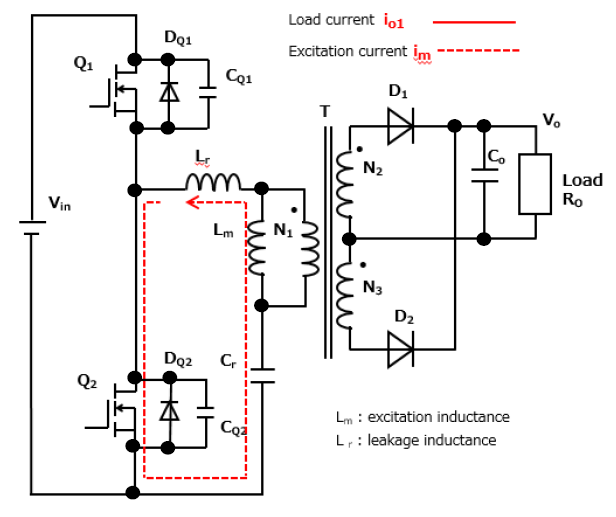 Load current io1
Excitation current im
DQ1
Q1
CQ1
D1
T
Vo
Lr
N2
Co
Load
Ro
Vin
Lm
N1
N3
D2
DQ2
Cr
Q2
CQ2
Lm : excitation inductance
Lr : leakage inductance